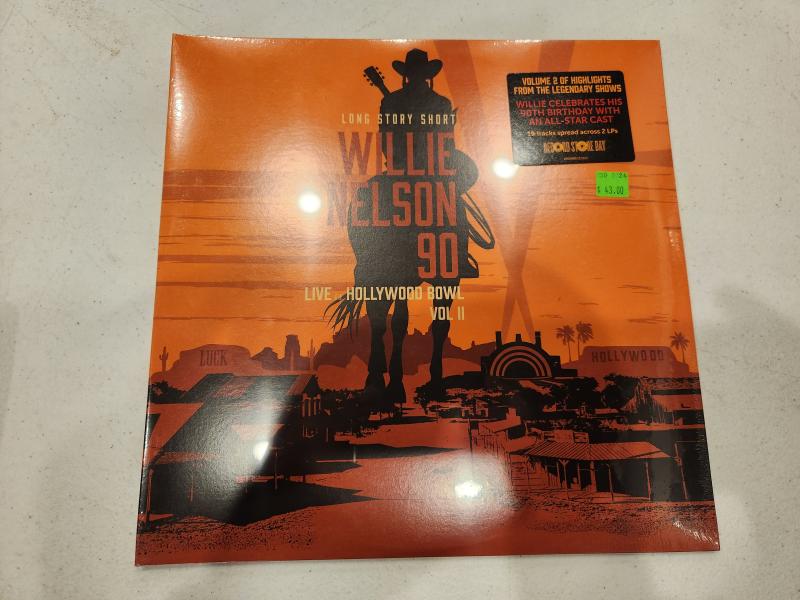 LONG STORY SHORT
WILLIE
NELSON
90
LIVE AT HOLLYWOOD BOWL
VOL II
VOLUME 2 OF HIGHLIGHTS
FROM THE LEGENDARY SHOWS
WILLIE CELEBRATES HIS
90TH BIRTHDAY WITH
AN ALL-STAR CAST
19 tracks spread across 2 LPs
RECORD STORE DAY
$ 43.00
LUCK
HOLLYWOOD